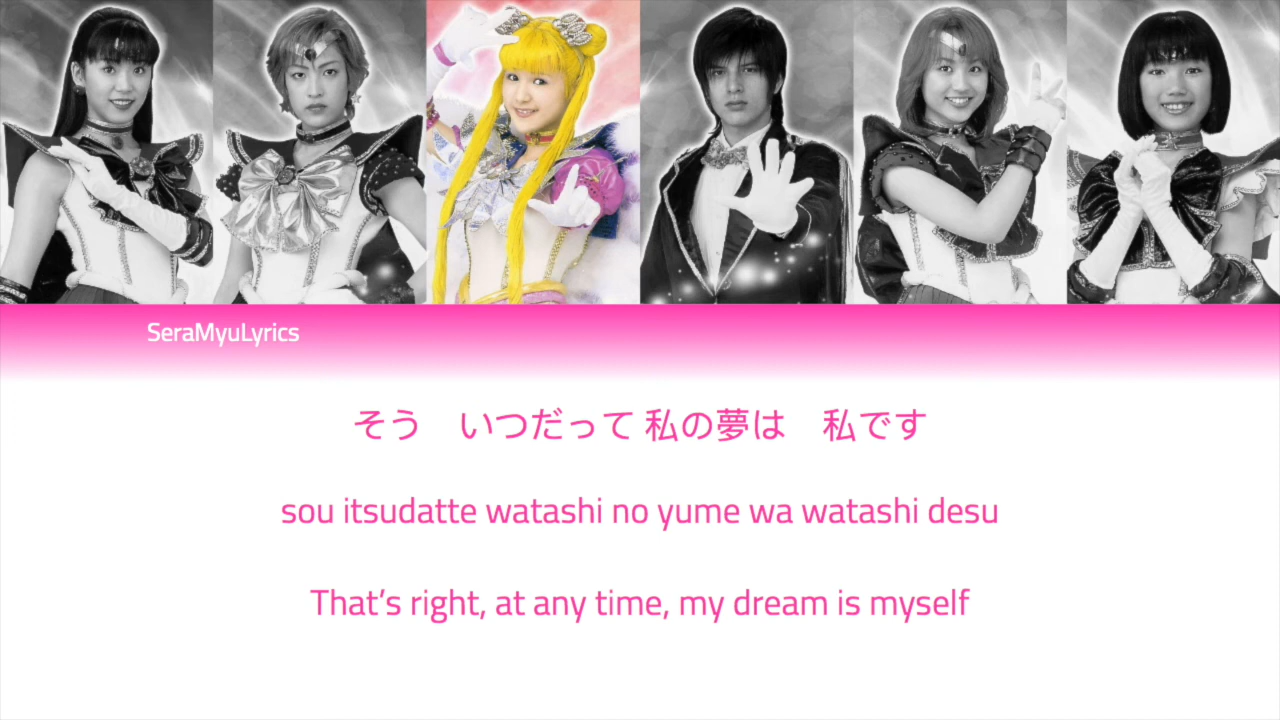 SeraMyuLyrics
そう　いつだって 私の夢は　私です
sou itsudatte watashi no yume wa watashi desu
That’s right, at any time, my dream is myself